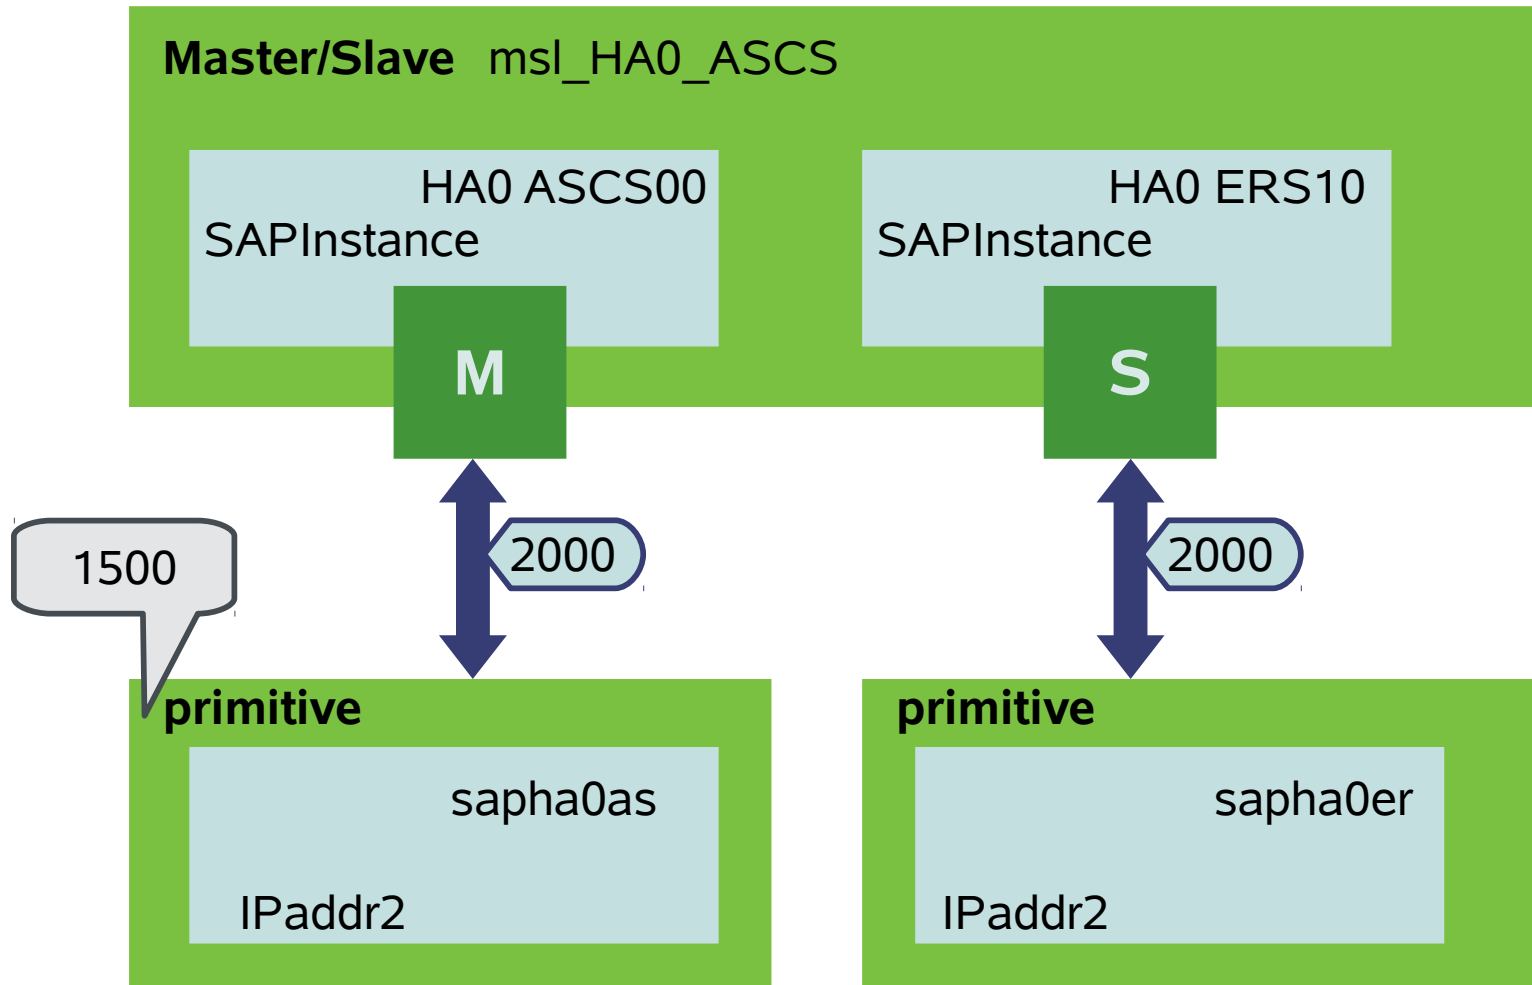 Master/Slave msl_HA0_ASCS
HA0 ASCS00
SAPInstance
M
HA0 ERS10
SAPInstance
S
1500
2000
2000
primitive
sapha0as
IPaddr2
primitive
sapha0er
IPaddr2